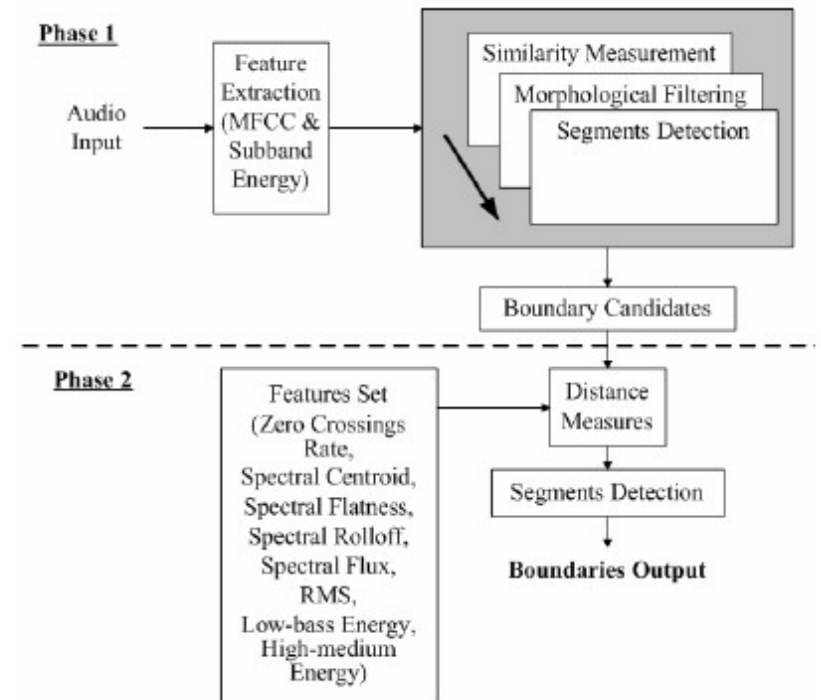 Phase 1
Audio
Input
Feature
Extraction
(MFCC &
Subband
Energy)
Similarity Measurement
Morphological Filtering
Segments Detection
Boundary Candidates
Phase 2
Features Set
(Zero Crossings
Rate,
Spectral Centroid,
Spectral Flatness,
Spectral Rolloff,
Spectral Flux,
RMS,
Low-bass Energy,
High-medium
Energy)
Distance
Measures
Segments Detection
Boundaries Output